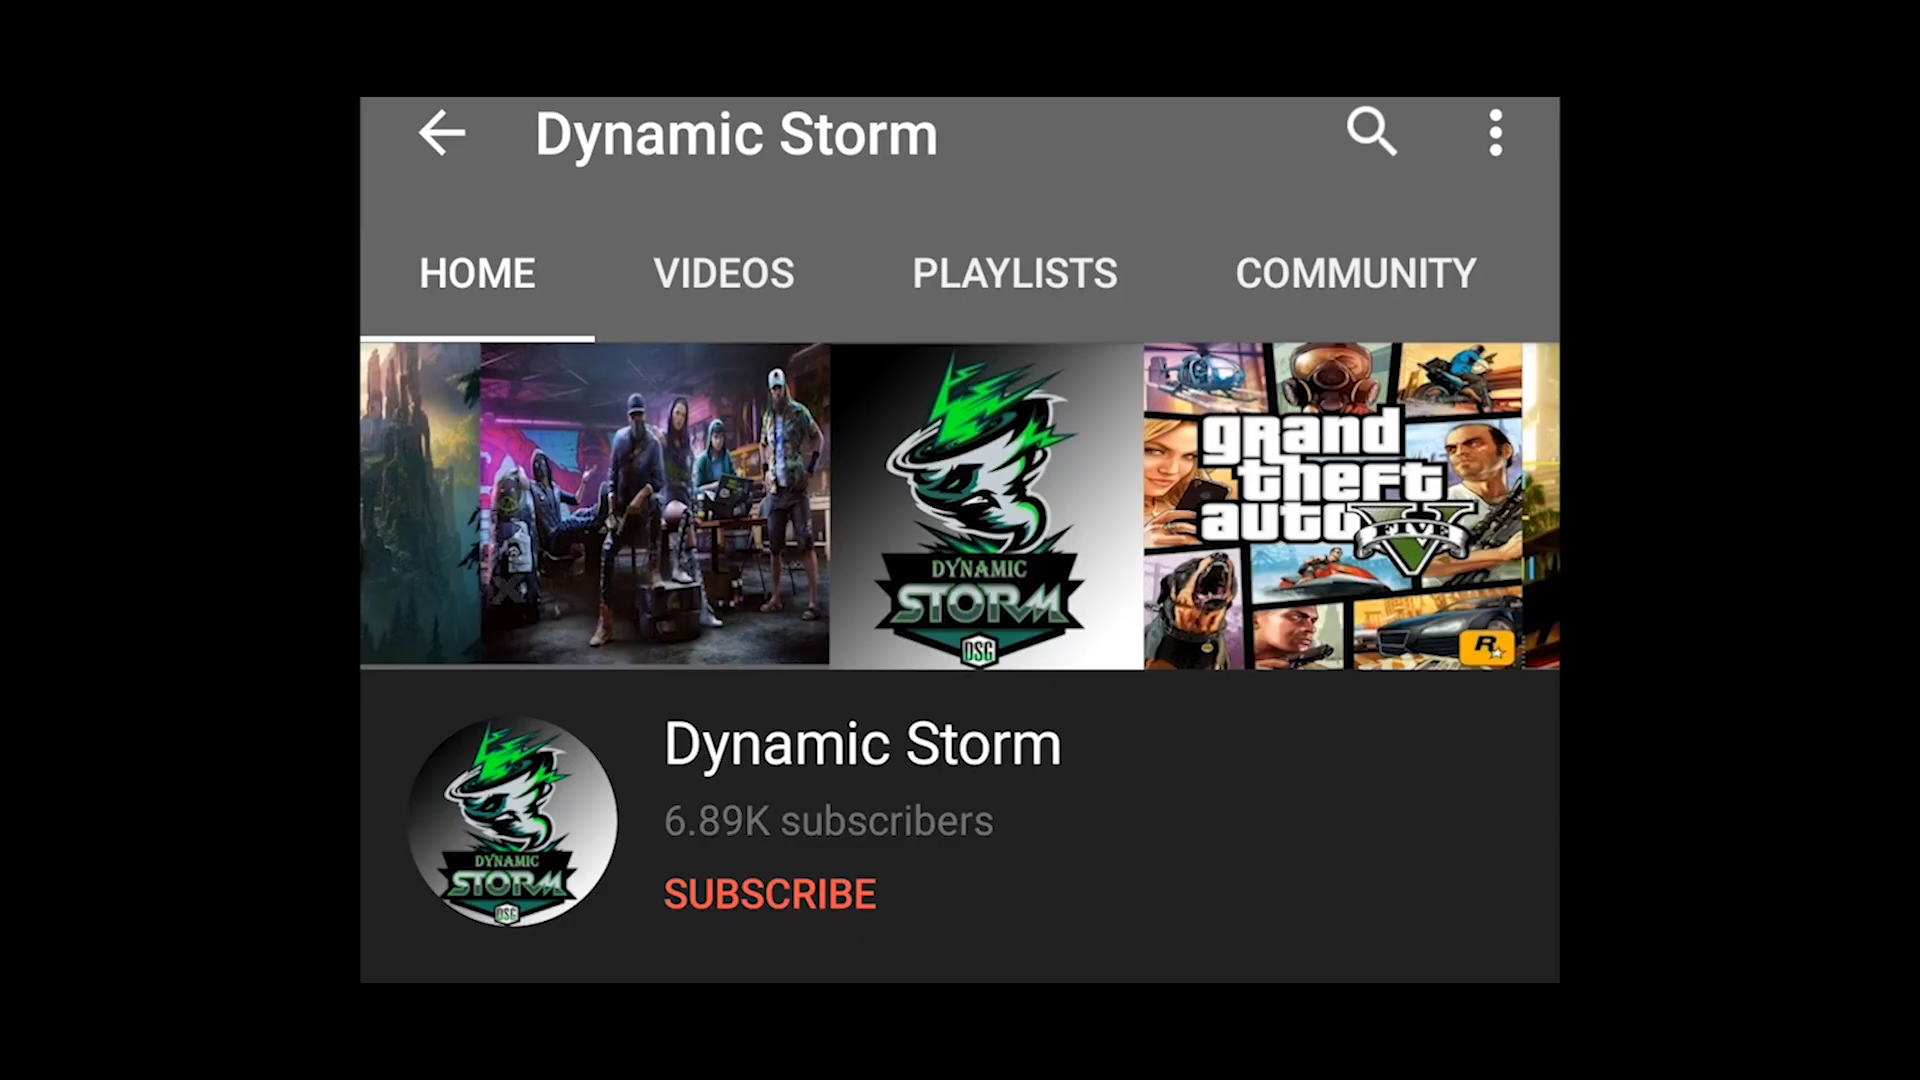 Dynamic Storm
HOME VIDEOS PLAYLISTS COMMUNITY
DYNAMIC
STORM
DSG
grand
theft
auto
FIVE
V
R
Dynamic Storm
6.89K subscribers
SUBSCRIBE
DYNAMIC
STORM
DSG